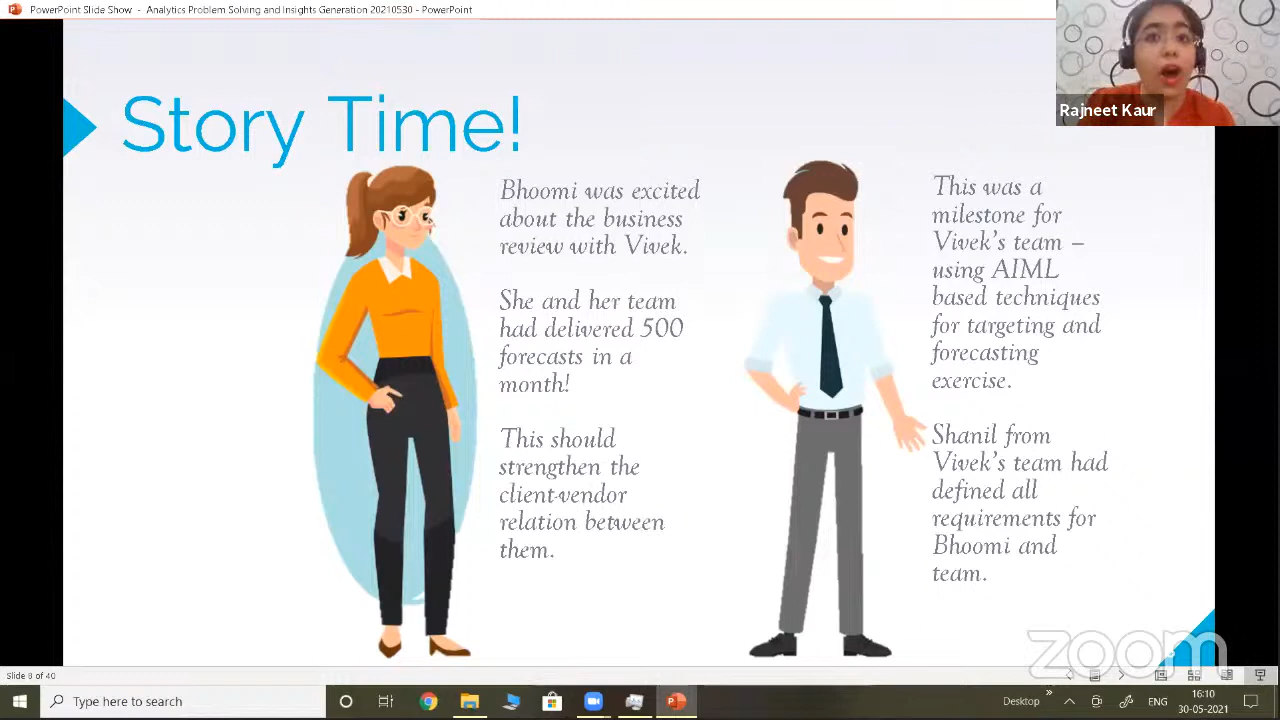 PowerPoint Slide Show - Analytics Problem Solving and Insights Generation 20210530 - PowerPoint
Rajneet Kaur
Story Time!
Bhoomi was excited
about the business
review with Vivek.
She and her team
had delivered 500
forecasts in a
month!
This should
strengthen the
client-vendor
relation between
them.
This was a
milestone for
Vivek's team –
using AIML
based techniques
for targeting and
forecasting
exercise.
Shanil from
Vivek's team had
defined all
requirements for
Bhoomi and
team.
zoom
Slide 8 of 40
Type here to search
Desktop
ENG
16:10
30-05-2021